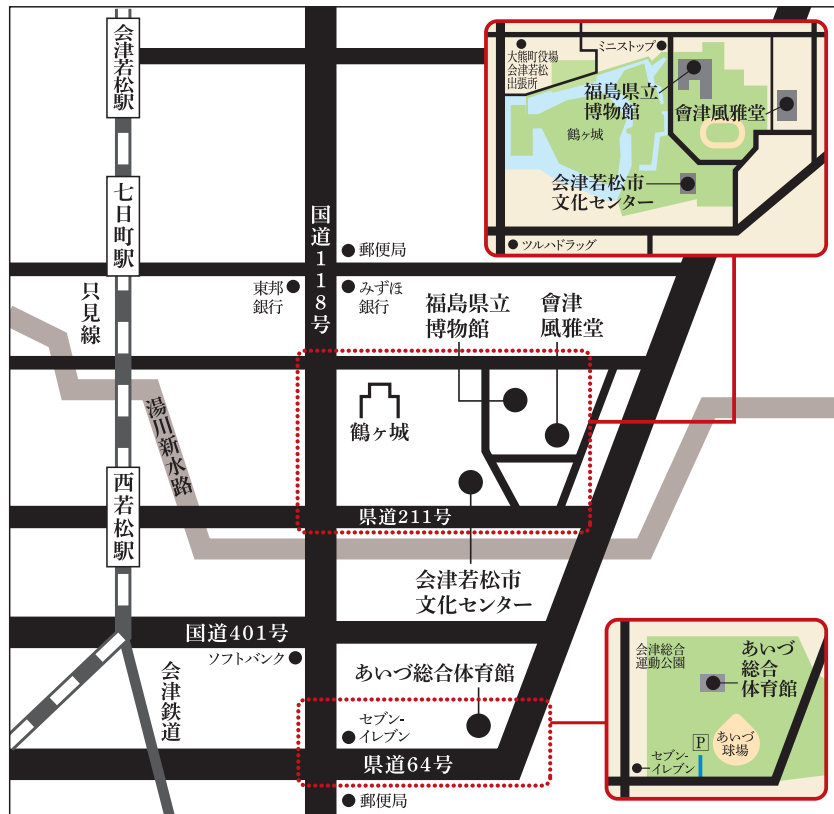 会津若松駅
七日町駅
只見線
西若松駅
湯川新水路
会津鉄道
国道118号
郵便局
東邦
銀行
みずほ
銀行
福島県立
博物館
會津
風雅堂
鶴ヶ城
県道211号
会津若松市
文化センター
国道401号
ソフトバンク
あいづ総合体育館
セブン-
イレブン
県道64号
郵便局
大熊町役場
会津若松
出張所
ミニストップ
福島県立
博物館
會津風雅堂
鶴ヶ城
会津若松市
文化センター
ツルハドラッグ
会津総合
運動公園
あいづ
総合
体育館
P
あいづ
球場
セブン-
イレブン